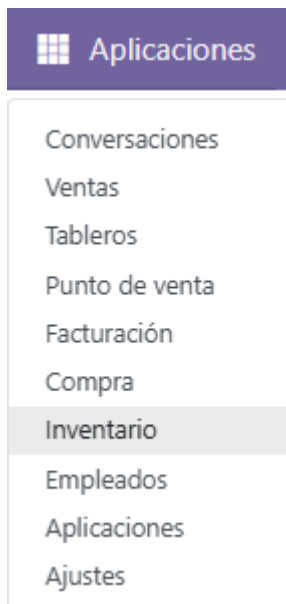 Aplicaciones
Conversaciones
Ventas
Tableros
Punto de venta
Facturación
Compra
Inventario
Empleados
Aplicaciones
Ajustes